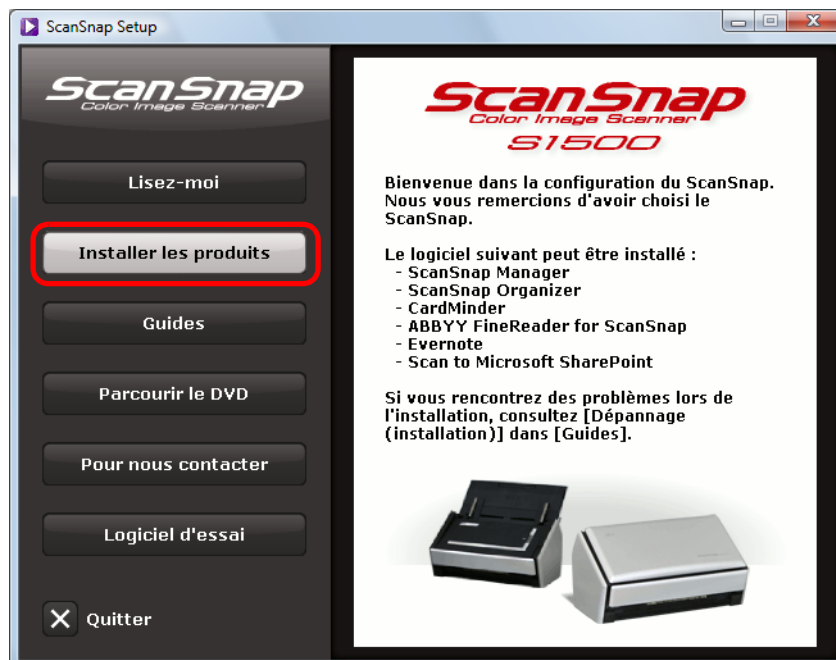 ScanSnap Setup
ScanSnap
Color Image Scanner
Lisez-moi
Installer les produits
Guides
Parcourir le DVD
Pour nous contacter
Logiciel d'essai
Quitter
ScanSnap
Color Image Scanner
S1500
Bienvenue dans la configuration du ScanSnap.
Nous vous remercions d'avoir choisi le
ScanSnap.
Le logiciel suivant peut être installé :
- ScanSnap Manager
- ScanSnap Organizer
- CardMinder
- ABBYY FineReader for ScanSnap
- Evernote
- Scan to Microsoft SharePoint
Si vous rencontrez des problèmes lors de
l'installation, consultez [Dépannage
(installation)] dans [Guides].